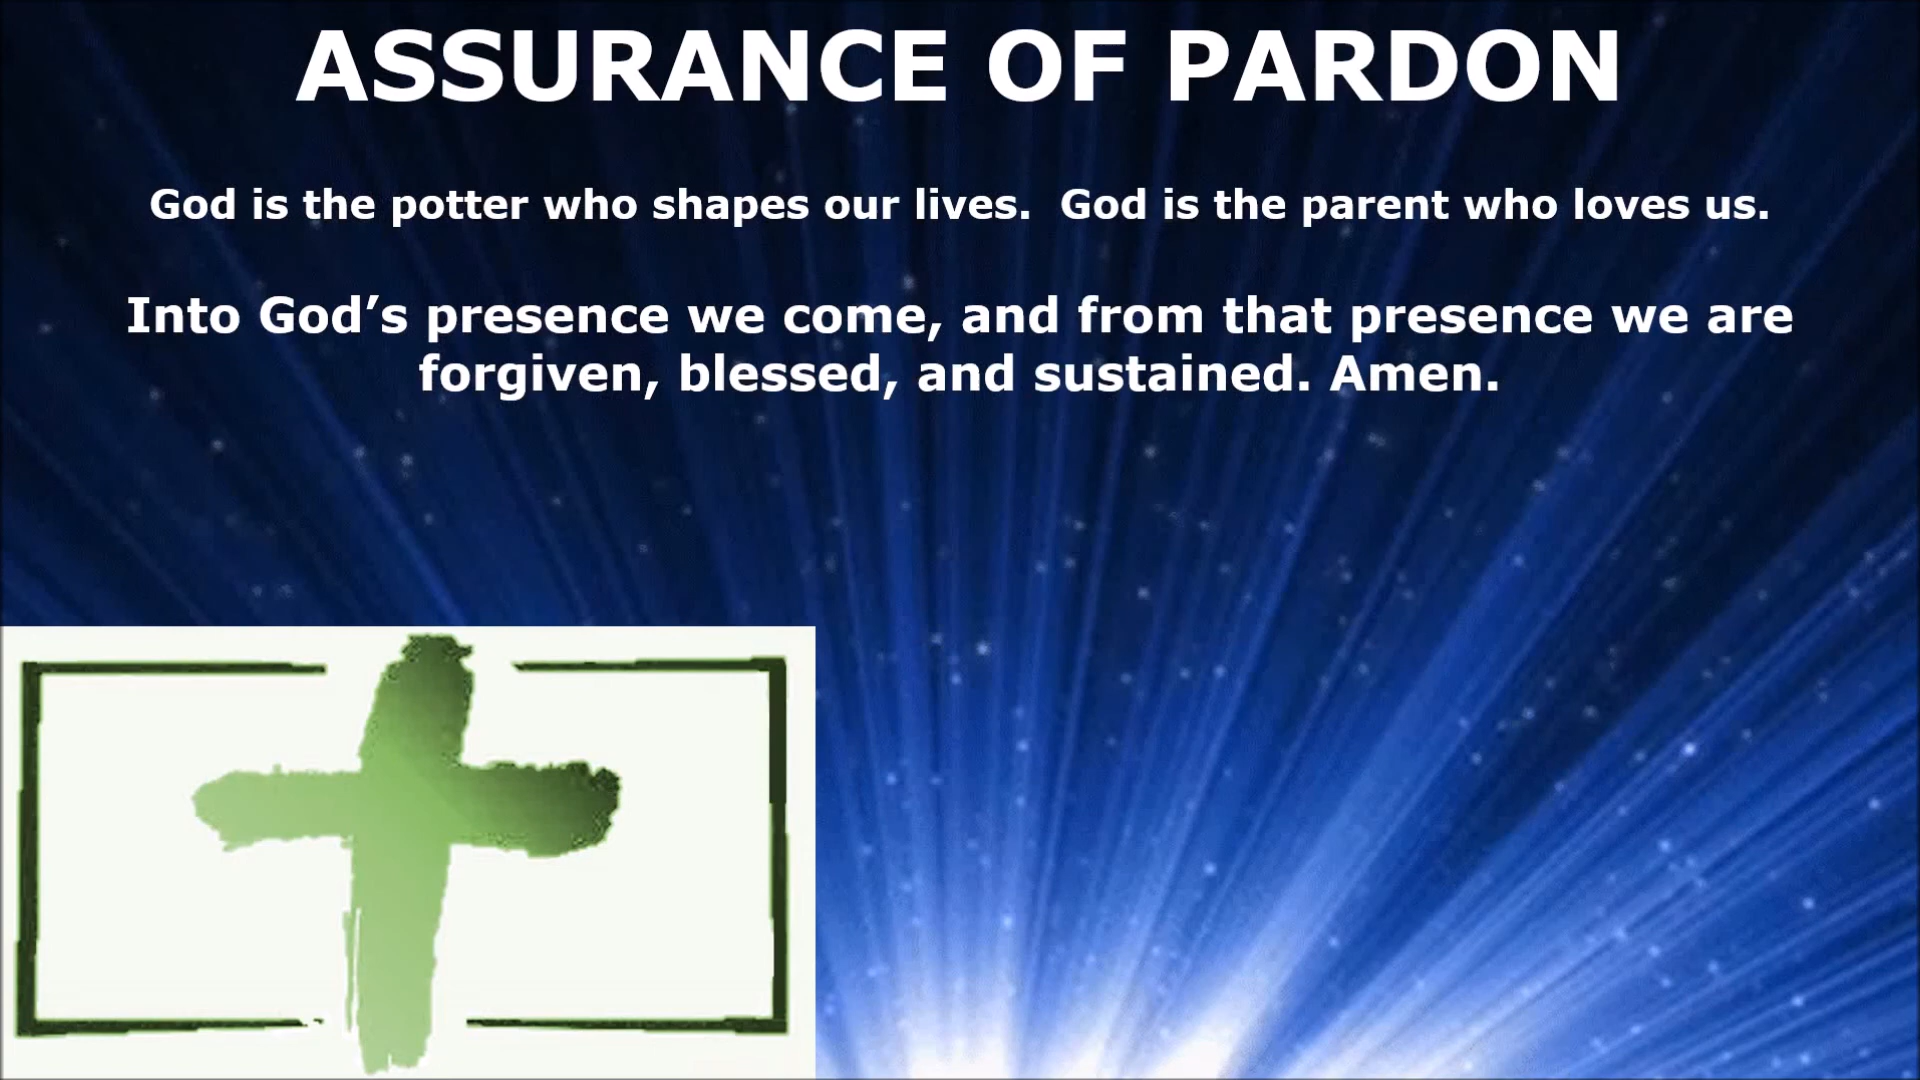 ASSURANCE OF PARDON
God is the potter who shapes our lives.  God is the parent who loves us.
Into God’s presence we come, and from that presence we are
forgiven, blessed, and sustained. Amen.